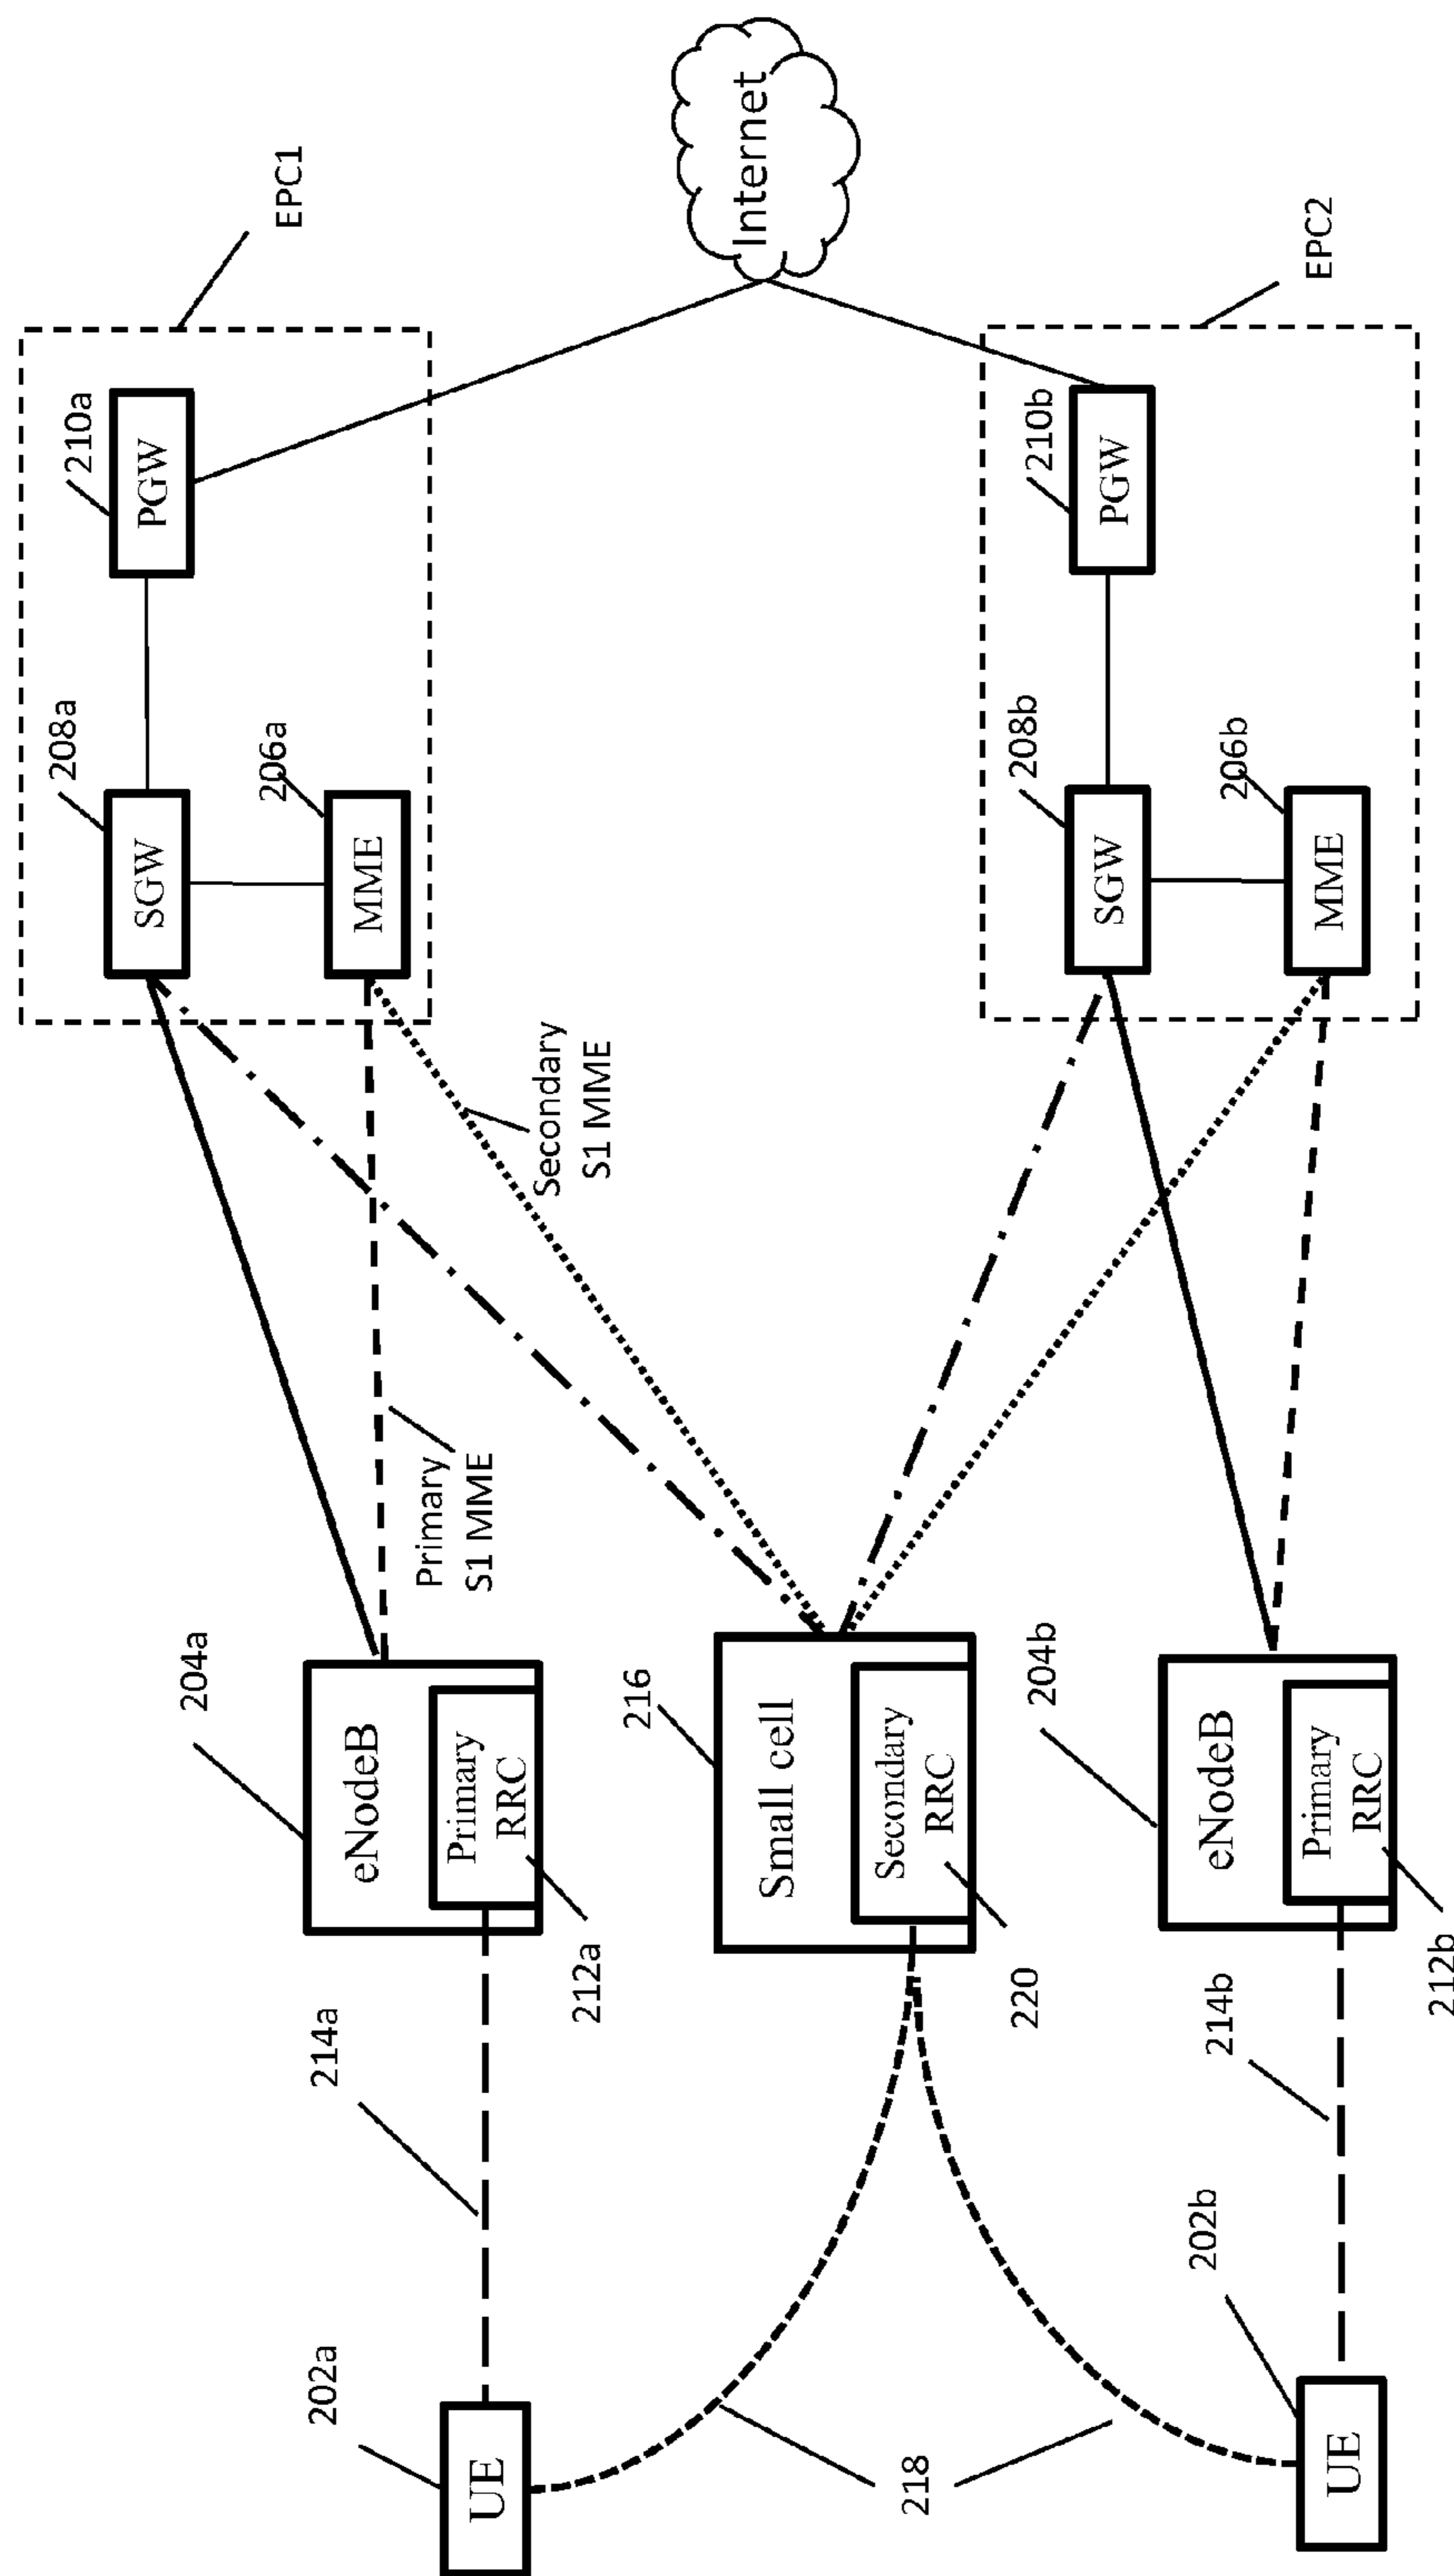 EPC1
210a
PGW
208a
SGW
206a
MME
Internet
EPC2
210b
PGW
208b
SGW
206b
MME
Secondary
S1 MME
Primary
S1 MME
204a
eNodeB
Primary
RRC
212a
216
Small cell
Secondary
RRC
220
204b
eNodeB
Primary
RRC
212b
214a
214b
202a
UE
218
202b
UE